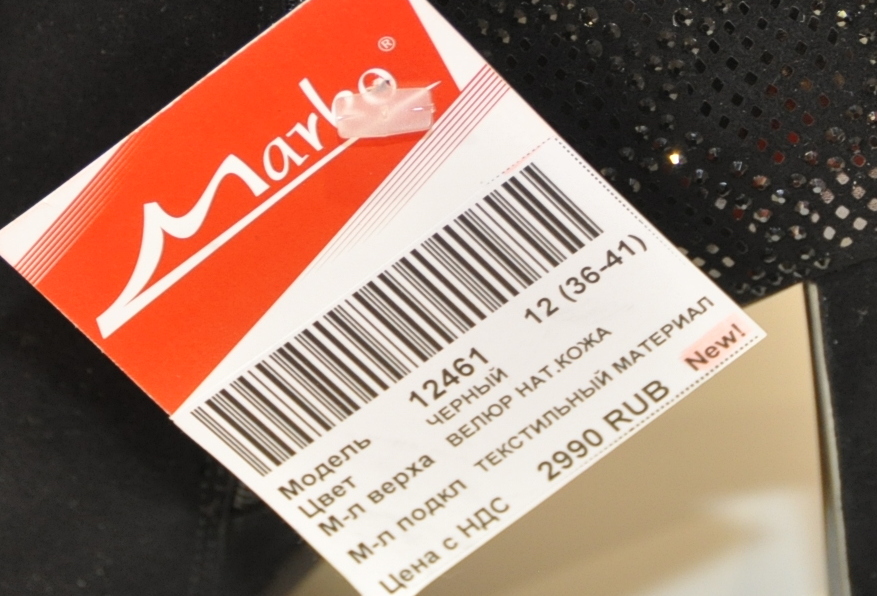 Marko ®
Модель 12461 12 (36-41)
Цвет ЧЕРНЫЙ
М-л верха ВЕЛЮР НАТ.КОЖА
М-л подкл ТЕКСТИЛЬНЫЙ МАТЕРИАЛ
Цена с НДС 2990 RUB New!